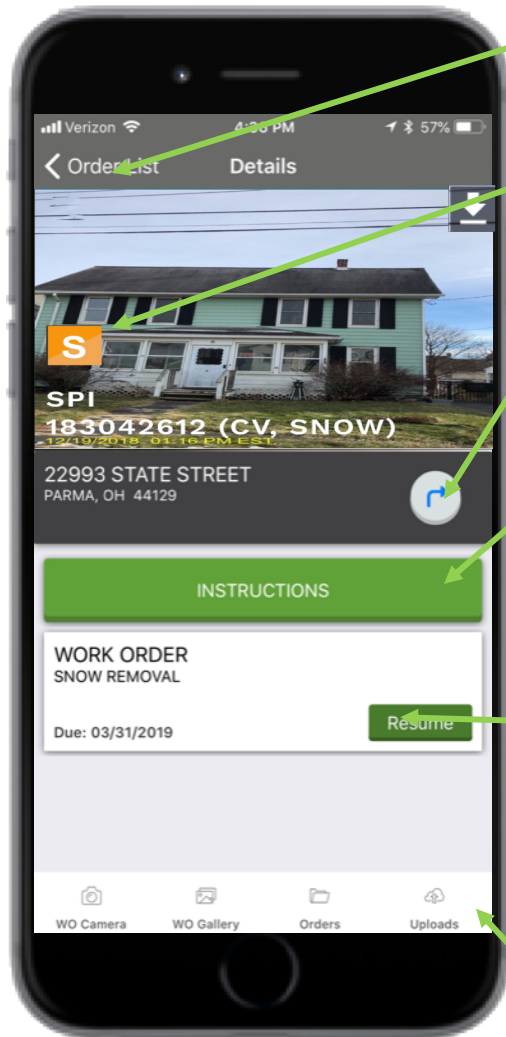 Verizon 4:38 PM 57%
Order List Details
S
SPI
183042612 (CV, SNOW)
12/19/2018 01:16 PM EST
22993 STATE STREET
PARMA, OH 44129
INSTRUCTIONS
WORK ORDER
SNOW REMOVAL
Due: 03/31/2019
Resume
WO Camera WO Gallery Orders Uploads